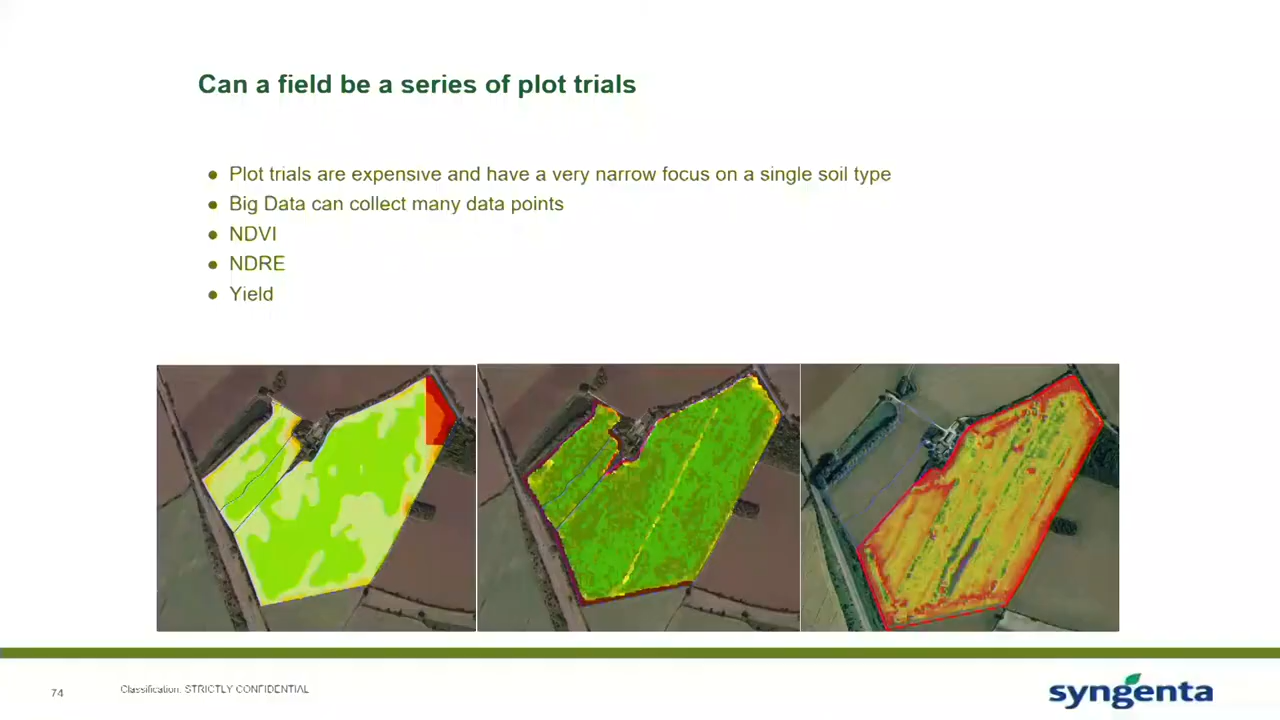 Can a field be a series of plot trials
● Plot trials are expensive and have a very narrow focus on a single soil type
● Big Data can collect many data points
● NDVI
● NDRE
● Yield
74
Classification: STRICTLY CONFIDENTIAL
syngenta